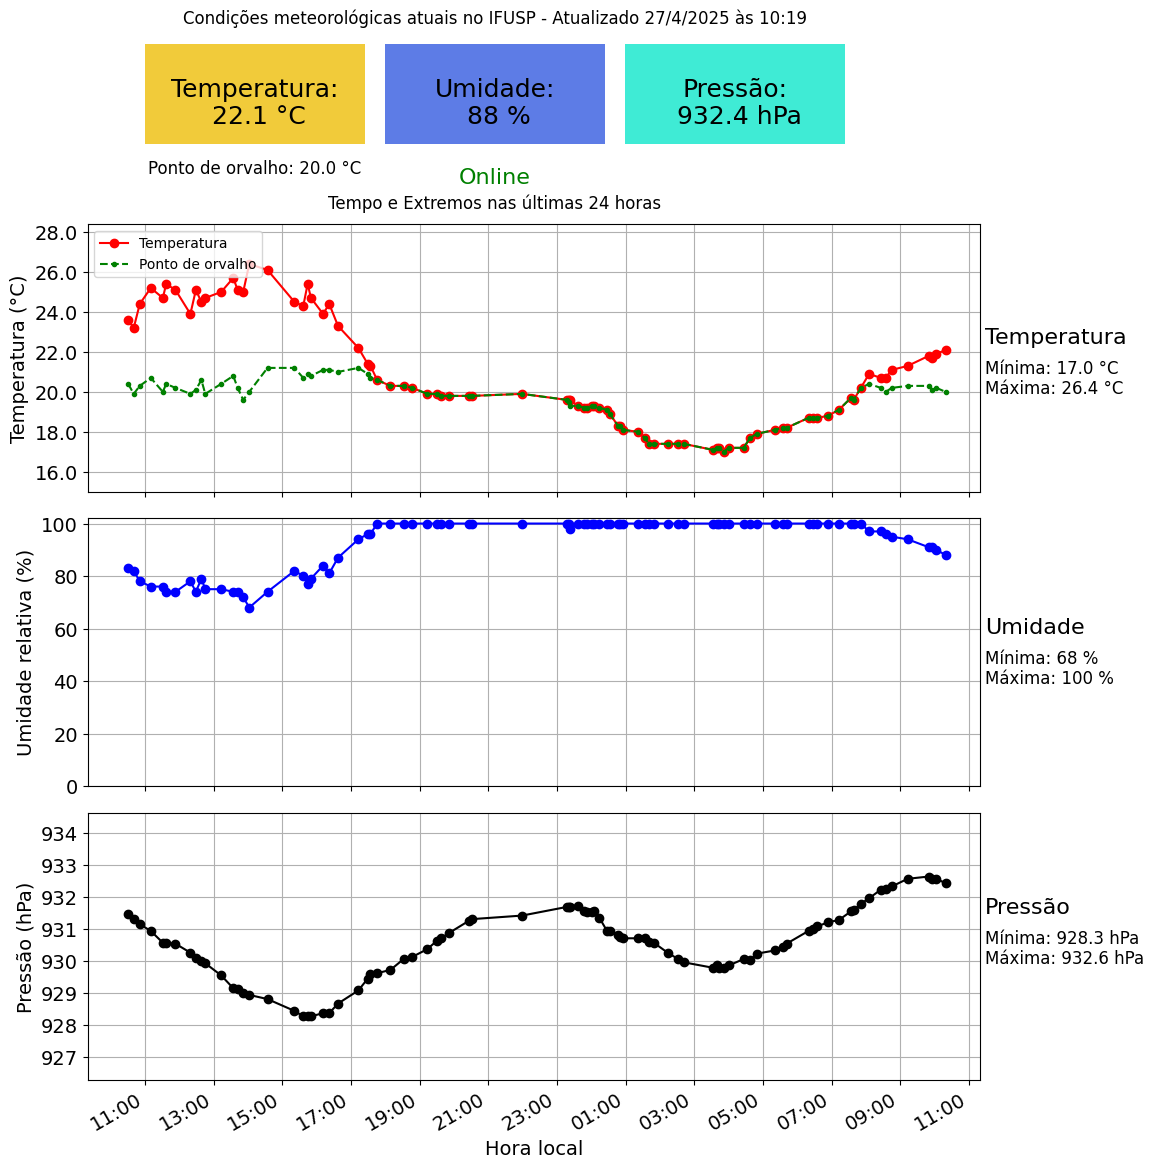 Condições meteorológicas atuais no IFUSP - Atualizado 27/4/2025 às 10:19
Temperatura:
22.1 °C
Umidade:
88 %
Pressão:
932.4 hPa
Ponto de orvalho: 20.0 °C
Online
Tempo e Extremos nas últimas 24 horas
Temperatura (°C)
28.0
26.0
24.0
22.0
20.0
18.0
16.0
Temperatura
Ponto de orvalho
Temperatura
Mínima: 17.0 °C
Máxima: 26.4 °C
Umidade relativa (%)
100
80
60
40
20
0
Umidade
Mínima: 68 %
Máxima: 100 %
Pressão (hPa)
934
933
932
931
930
929
928
927
Pressão
Mínima: 928.3 hPa
Máxima: 932.6 hPa
11:00 13:00 15:00 17:00 19:00 21:00 23:00 01:00 03:00 05:00 07:00 09:00 11:00
Hora local